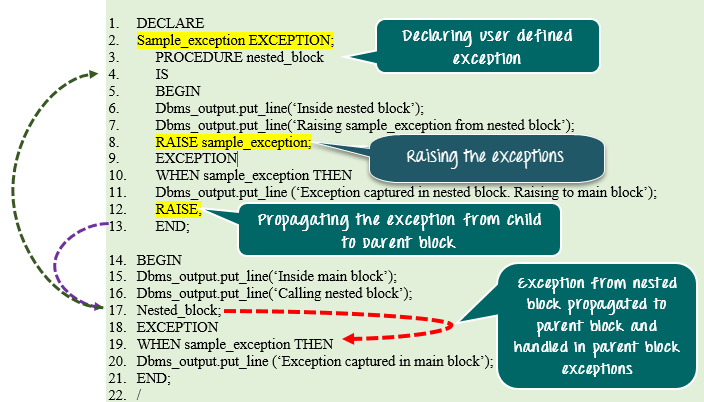 1. DECLARE
2. Sample_exception EXCEPTION;
3. PROCEDURE nested_block
4. IS
5. BEGIN
6. Dbms_output.put_line(‘Inside nested block’);
7. Dbms_output.put_line(‘Raising sample_exception from nested block’);
8. RAISE sample_exception;
9. EXCEPTION
10. WHEN sample_exception THEN
11. Dbms_output.put_line (‘Exception captured in nested block. Raising to main block’);
12. RAISE;
13. END;
14. BEGIN
15. Dbms_output.put_line(‘Inside main block’);
16. Dbms_output.put_line(‘Calling nested block’);
17. Nested_block;
18. EXCEPTION
19. WHEN sample_exception THEN
20. Dbms_output.put_line (‘Exception captured in main block’);
21. END;
22. /
Declaring user defined
exception
Raising the exceptions
Propagating the exception from child
to parent block
Exception from nested
block propagated to
parent block and
handled in parent block
exceptions